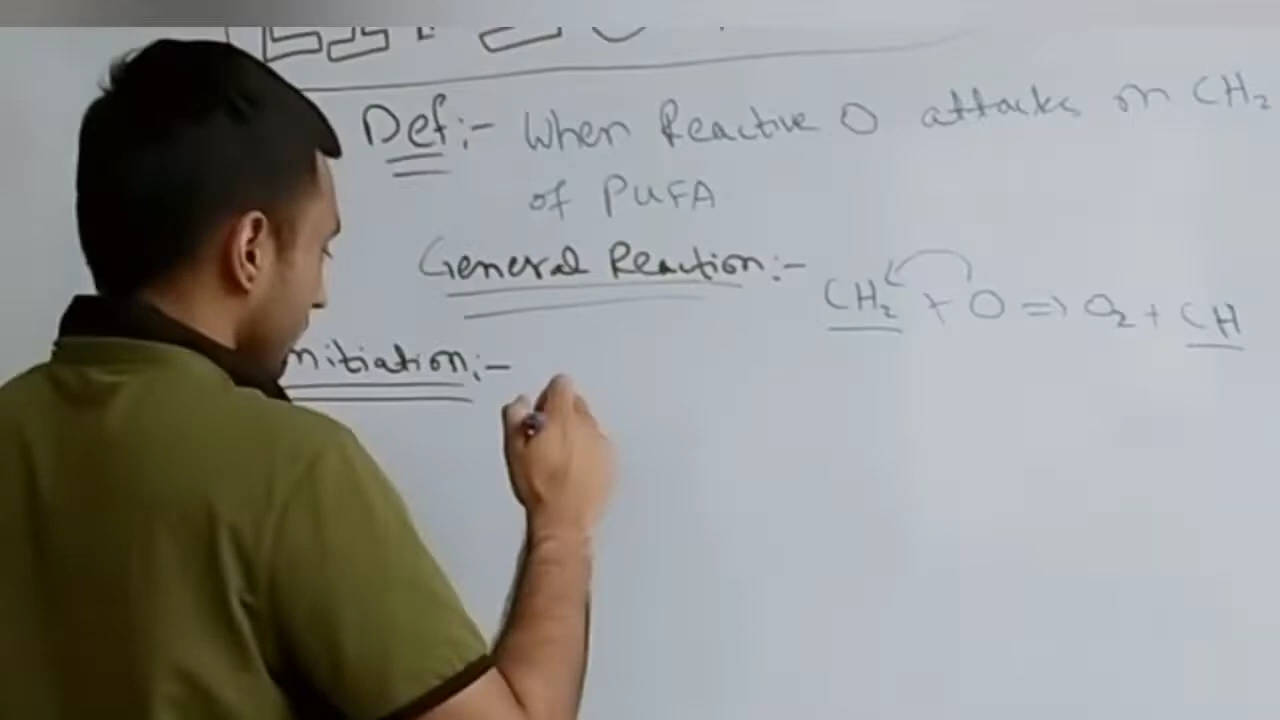 Def:- When Reactive O attacks on CH₂
of PUFA
General Reaction:-
CH₂ + O => O₂ + CH
nitiation:-